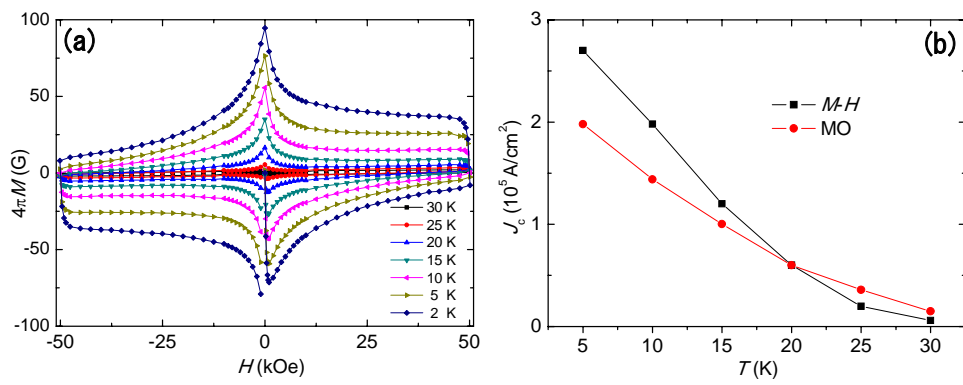 (a)
100
50
0
-50
-100
4πM (G)
-50 -25 0 25 50
H (kOe)
30 K
25 K
20 K
15 K
10 K
5 K
2 K
(b)
3
2
1
0
Jc (10^5 A/cm^2)
5 10 15 20 25 30
T (K)
M-H
MO